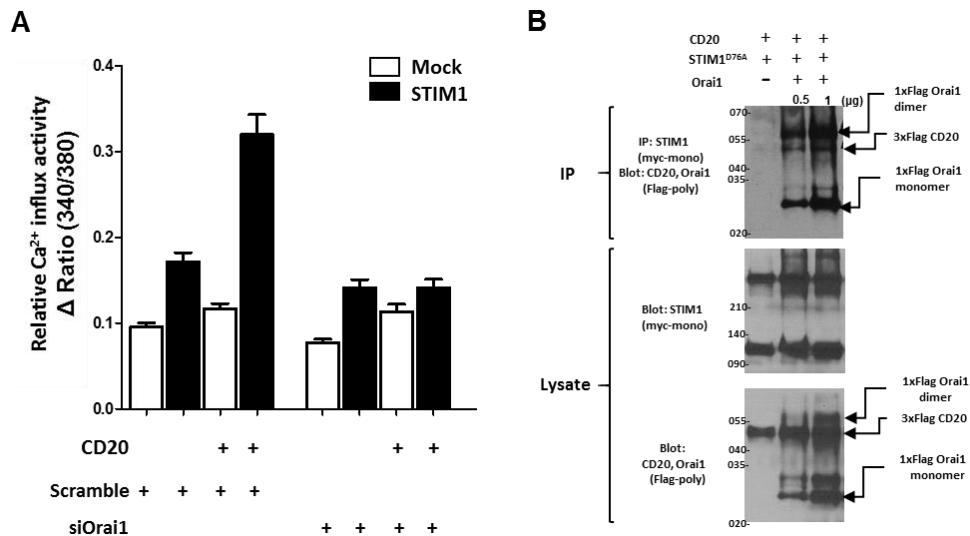 A
Relative Ca²⁺ influx activity
Δ Ratio (340/380)
0.4
0.3
0.2
0.1
0.0
Mock
STIM1
CD20 + + + +
Scramble + + + +
siOrai1 + + + +
B
CD20 + + +
STIM1ᴰ⁷⁶ᴬ + + +
Orai1 - + +
0.5 1 (µg)
IP
IP: STIM1
(myc-mono)
Blot: CD20, Orai1
(Flag-poly)
070-
055-
040-
035-
020-
1xFlag Orai1
dimer
3xFlag CD20
1xFlag Orai1
monomer
Lysate
Blot: STIM1
(myc-mono)
210-
140-
090-
Blot:
CD20, Orai1
(Flag-poly)
055-
040-
035-
020-
1xFlag Orai1
dimer
3xFlag CD20
1xFlag Orai1
monomer